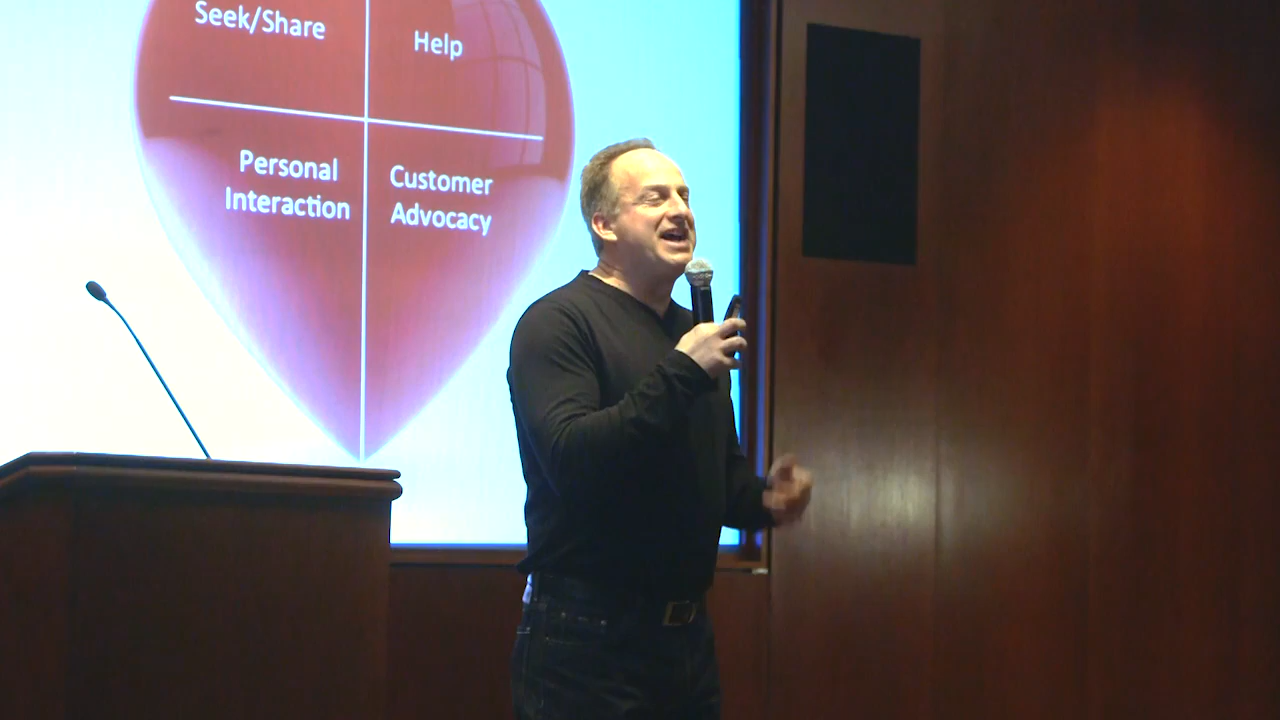 Seek/Share
Help
Personal
Interaction
Customer
Advocacy